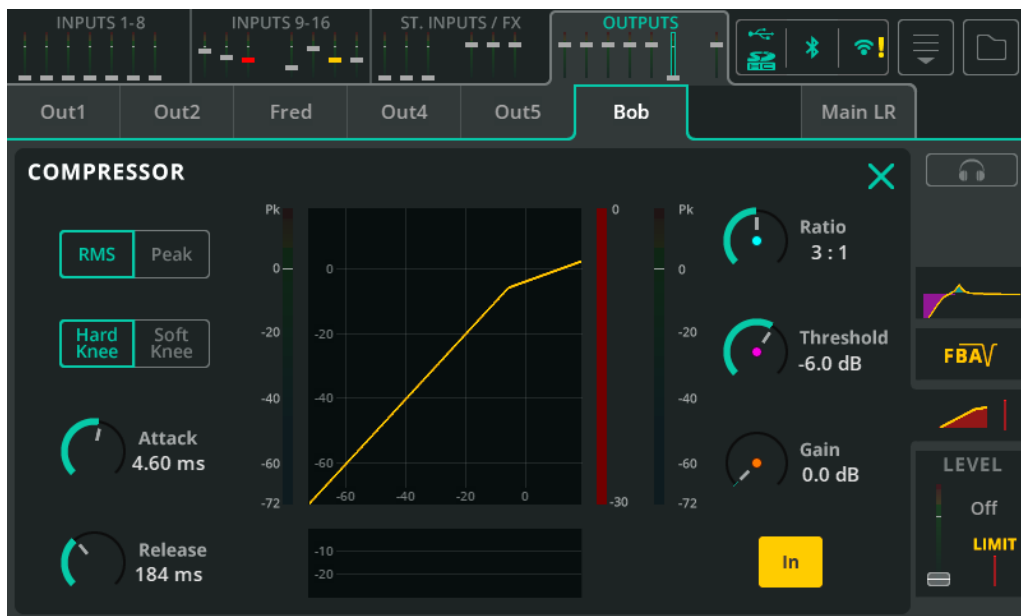 INPUTS 1-8
INPUTS 9-16
ST. INPUTS / FX
OUTPUTS
SD
HC
!
Out1
Out2
Fred
Out4
Out5
Bob
Main LR
COMPRESSOR
RMS
Peak
Hard
Knee
Soft
Knee
Attack
4.60 ms
Release
184 ms
Pk
0
-20
-40
-60
-72
0
-20
-40
-60
-60
-40
-20
0
-10
-20
0
-30
Pk
0
-20
-40
-60
-72
Ratio
3 : 1
Threshold
-6.0 dB
Gain
0.0 dB
In
FBA
LEVEL
Off
LIMIT